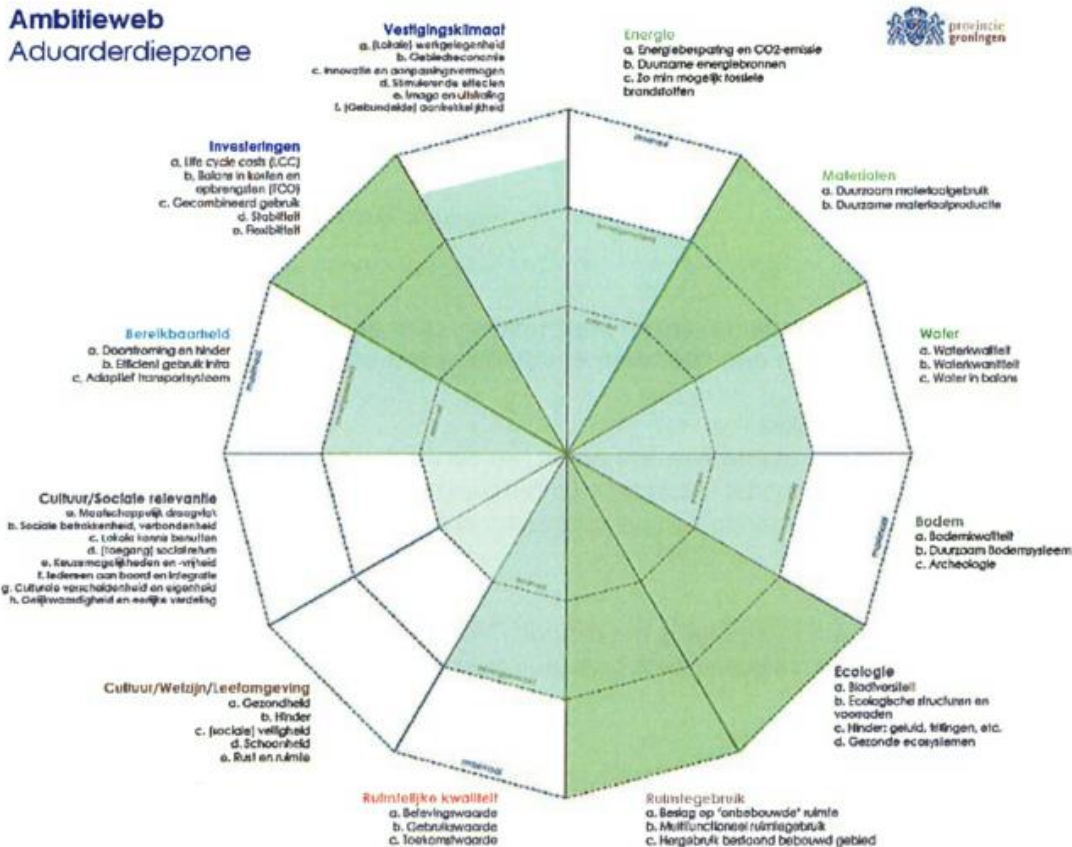 Ambitieweb
Aduarderdiepzone
provincie
groningen
Vestigingsklimaat
a. (Lokale) werkgelegenheid
b. Gebiedseconomie
c. Innovatie en aanpassingsvermogen
d. Stimulerende effecten
e. Imago en uitstraling
f. (Gebundelde) aantrekkelijkheid
Energie
a. Energiebesparing en CO2-emissie
b. Duurzame energiebronnen
c. Zo min mogelijk fossiele
brandstoffen
Investeringen
a. Life cycle costs (LCC)
b. Balans in kosten en
opbrengsten (TCO)
c. Gecombineerd gebruik
d. Stabiliteit
e. Flexibiliteit
Materialen
a. Duurzaam materiaalgebruik
b. Duurzame materiaalproductie
Bereikbaarheid
a. Doorstroming en hinder
b. Efficient gebruik infra
c. Adaptief transportsysteem
Water
a. Waterkwaliteit
b. Waterkwantiteit
c. Water in balans
Cultuur/Sociale relevantie
a. Maatschappelijk draagvlak
b. Sociale betrokkenheid, verbondenheid
c. Lokale kennis benutten
d. (Toegang) social return
e. Keuzemogelijkheden en -vrijheid
f. Iedereen aan boord en integratie
g. Culturele verscheidenheid en eigenheid
h. Gelijkwaardigheid en eerlijke verdeling
Bodem
a. Bodemkwaliteit
b. Duurzaam Bodemsysteem
c. Archeologie
Cultuur/Welzijn/Leefomgeving
a. Gezondheid
b. Hinder
c. (sociale) veiligheid
d. Schoonheid
e. Rust en ruimte
Ecologie
a. Biodiversiteit
b. Ecologische structuren en
voorraden
c. Hinder: geluid, trillingen, etc.
d. Gezonde ecosystemen
Ruimtelijke kwaliteit
a. Belevingswaarde
b. Gebruikswaarde
c. Toekomstwaarde
Ruimtegebruik
a. Beslag op "onbebouwde" ruimte
b. Multifunctioneel ruimtegebruik
c. Hergebruik bestaand bebouwd gebied